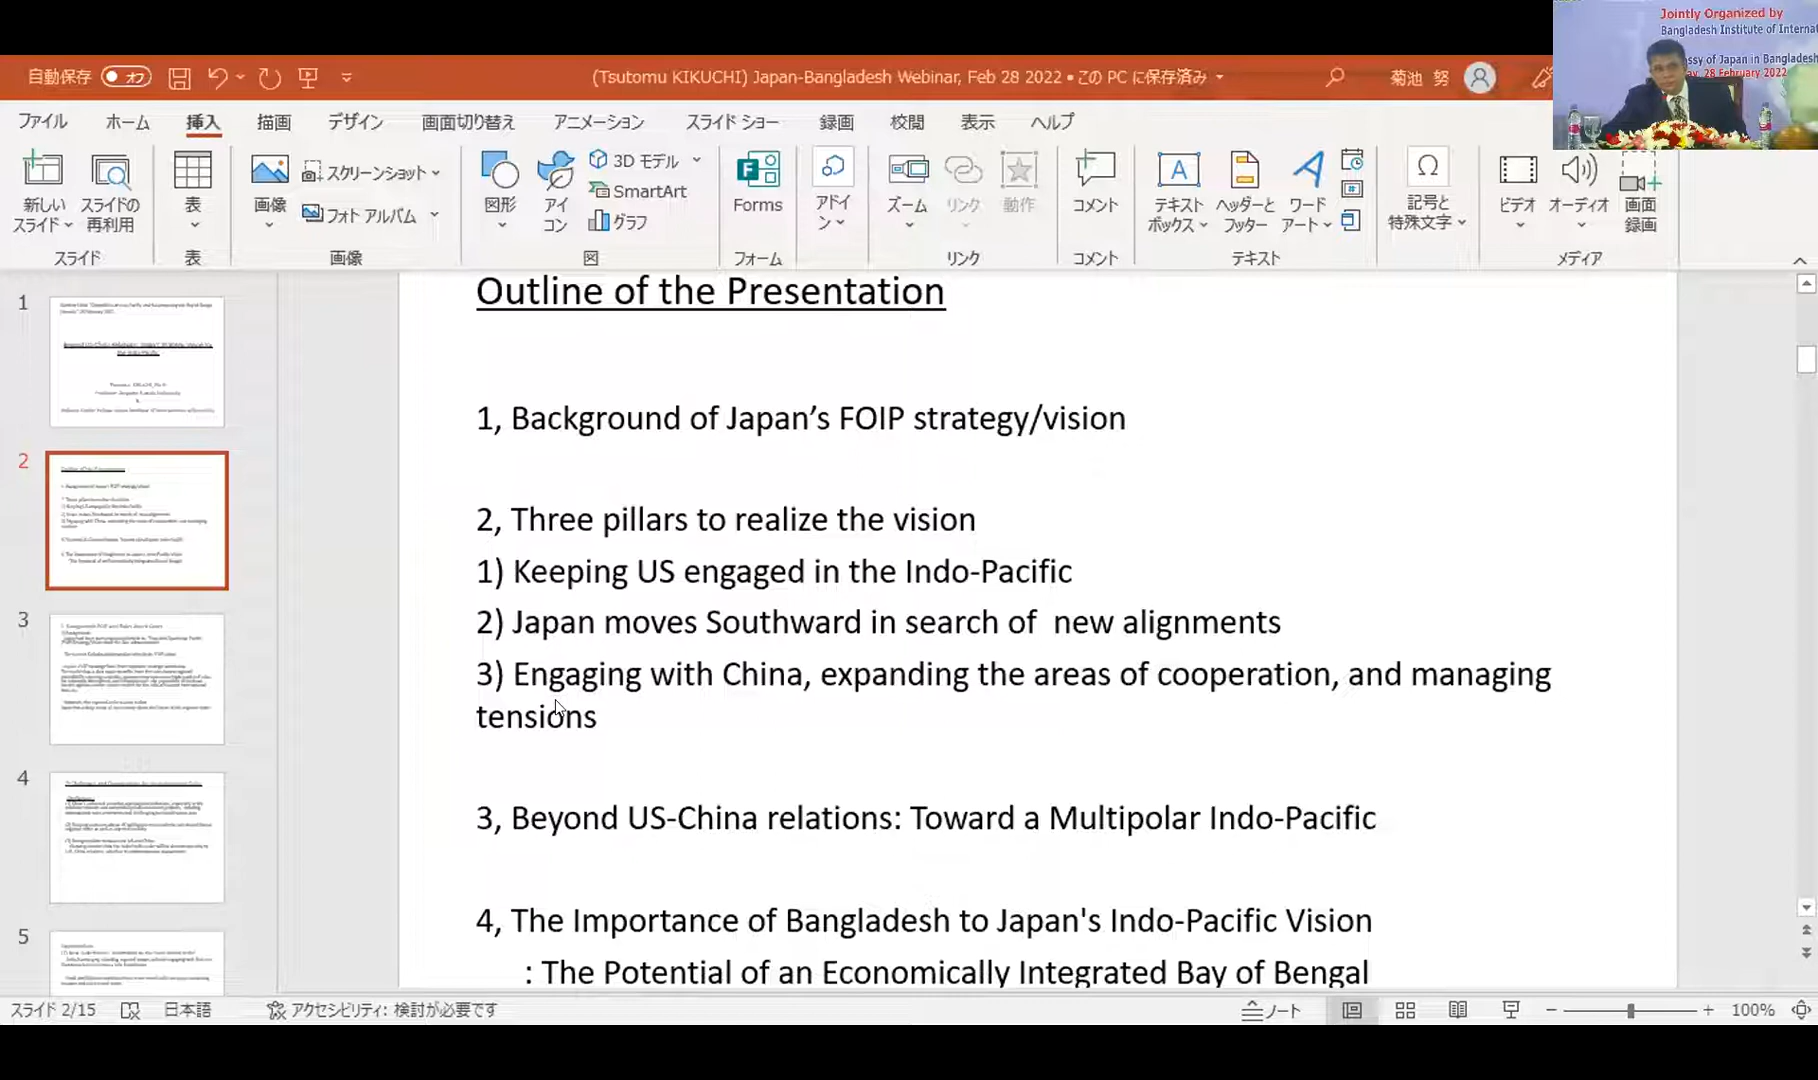 Jointly Organized by
Bangladesh Institute of Interna
assy of Japan in Bangladesh
28 February 2022
自動保存 オフ
(Tsutomu KIKUCHI) Japan-Bangladesh Webinar, Feb 28 2022 • この PC に保存済み
菊池 努
ファイル ホーム 挿入 描画 デザイン 画面切り替え アニメーション スライド ショー 録画 校閲 表示 ヘルプ
新しい スライド
スライドの 再利用
表
画像
スクリーンショット
フォト アルバム
図形
アイ コン
3D モデル
SmartArt
グラフ
Forms
アドイ ン
ズーム
リンク
動作
コメント
テキスト ボックス
ヘッダーと フッター
ワード アート
記号と 特殊文字
ビデオ
オーディオ
画面 録画
スライド 表 画像 図 フォーム リンク コメント テキスト メディア
1
2
3
4
5
Outline of the Presentation
1, Background of Japan’s FOIP strategy/vision
2, Three pillars to realize the vision
1) Keeping US engaged in the Indo-Pacific
2) Japan moves Southward in search of  new alignments
3) Engaging with China, expanding the areas of cooperation, and managing
tensions
3, Beyond US-China relations: Toward a Multipolar Indo-Pacific
4, The Importance of Bangladesh to Japan's Indo-Pacific Vision
: The Potential of an Economically Integrated Bay of Bengal
スライド 2/15 日本語 アクセシビリティ: 検討が必要です ノート 100%